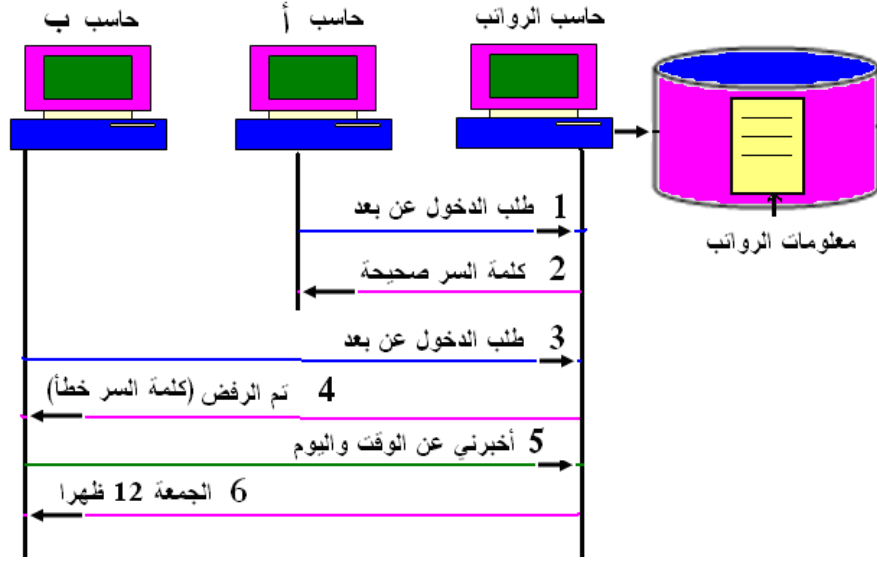 حاسب الرواتب
حاسب أ
حاسب ب
1 طلب الدخول عن بعد
معلومات الرواتب
2 كلمة السر صحيحة
3 طلب الدخول عن بعد
4 تم الرفض (كلمة السر خطأ)
5 أخبرني عن الوقت واليوم
6 الجمعة 12 ظهرا